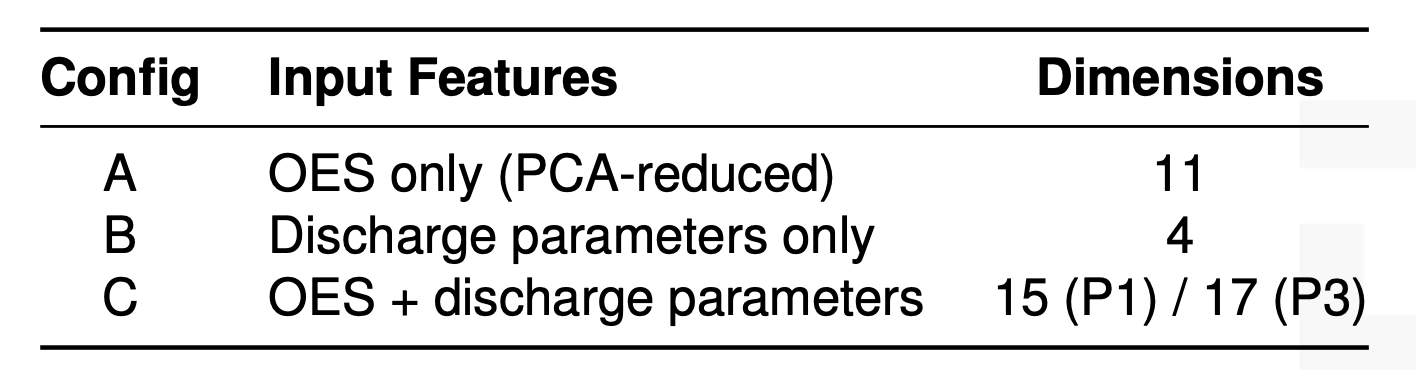 Config Input Features Dimensions
A OES only (PCA-reduced) 11
B Discharge parameters only 4
C OES + discharge parameters 15 (P1) / 17 (P3)